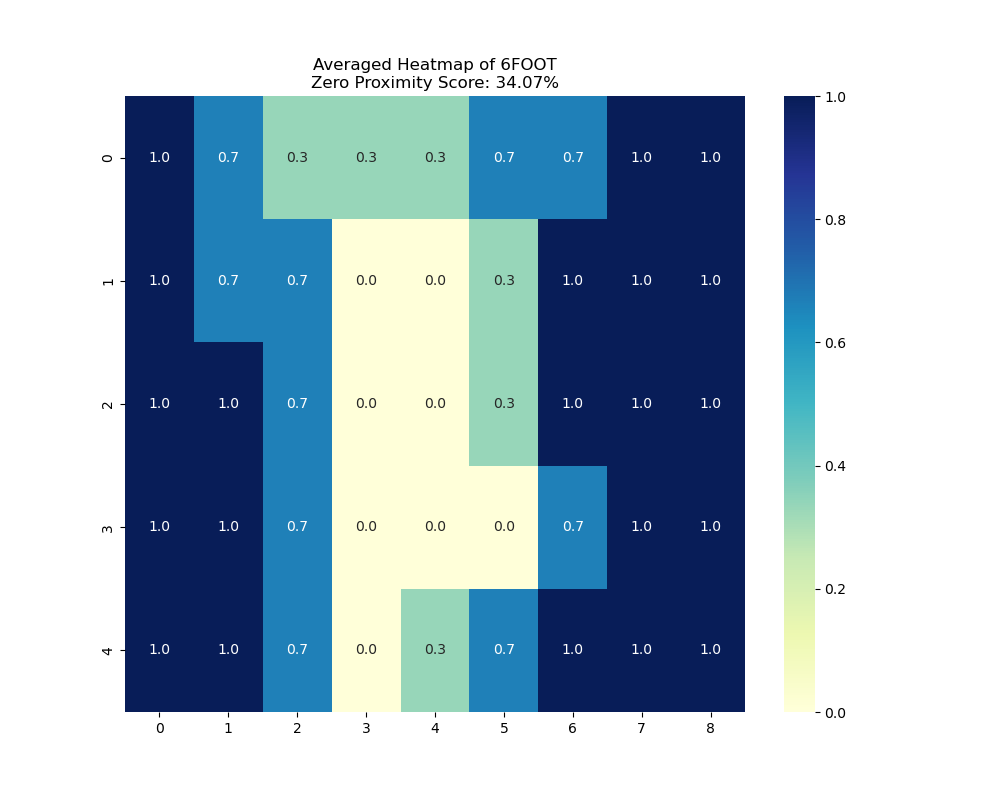 Averaged Heatmap of 6FOOT
Zero Proximity Score: 34.07%
0 1.0 0.7 0.3 0.3 0.3 0.7 0.7 1.0 1.0
1 1.0 0.7 0.7 0.0 0.0 0.3 1.0 1.0 1.0
2 1.0 1.0 0.7 0.0 0.0 0.3 1.0 1.0 1.0
3 1.0 1.0 0.7 0.0 0.0 0.0 0.7 1.0 1.0
4 1.0 1.0 0.7 0.0 0.3 0.7 1.0 1.0 1.0
0 1 2 3 4 5 6 7 8
1.0
0.8
0.6
0.4
0.2
0.0